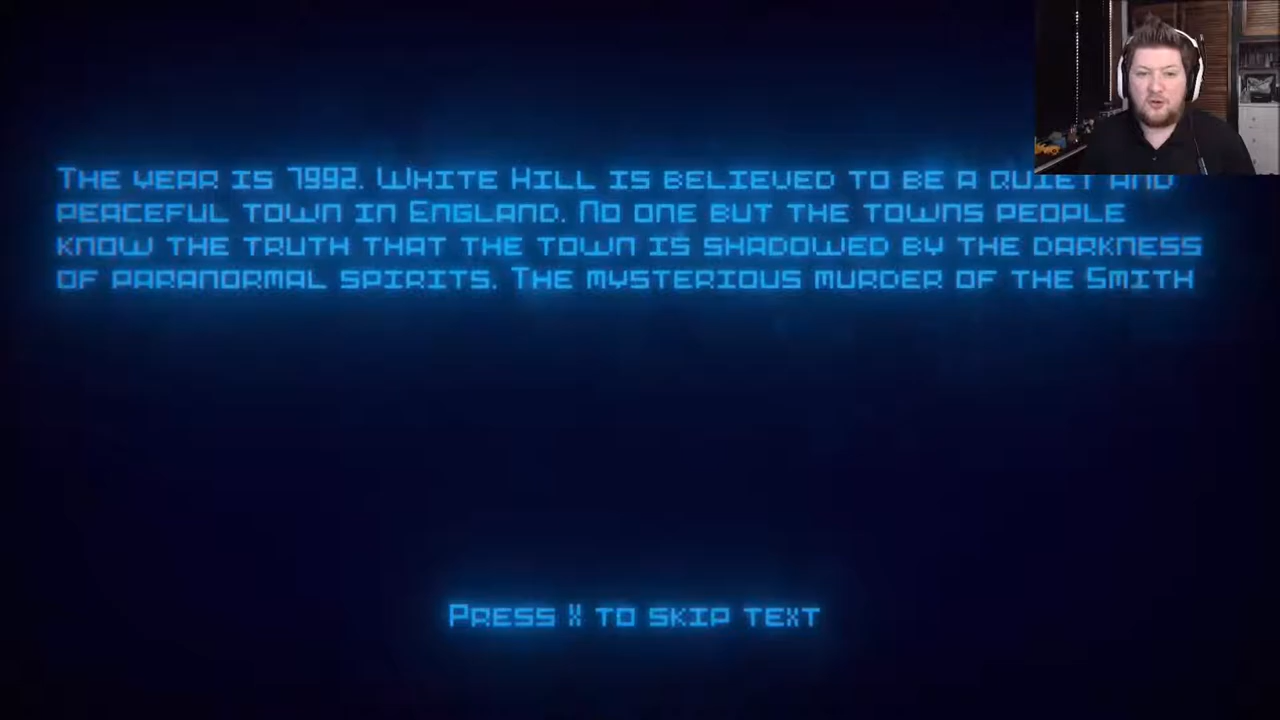 The year is 1992. White Hill is believed to be a quiet and
peaceful town in England. No one but the towns people
know the truth that the town is shadowed by the darkness
of paranormal spirits. The mysterious murder of the Smith
Press X to skip text